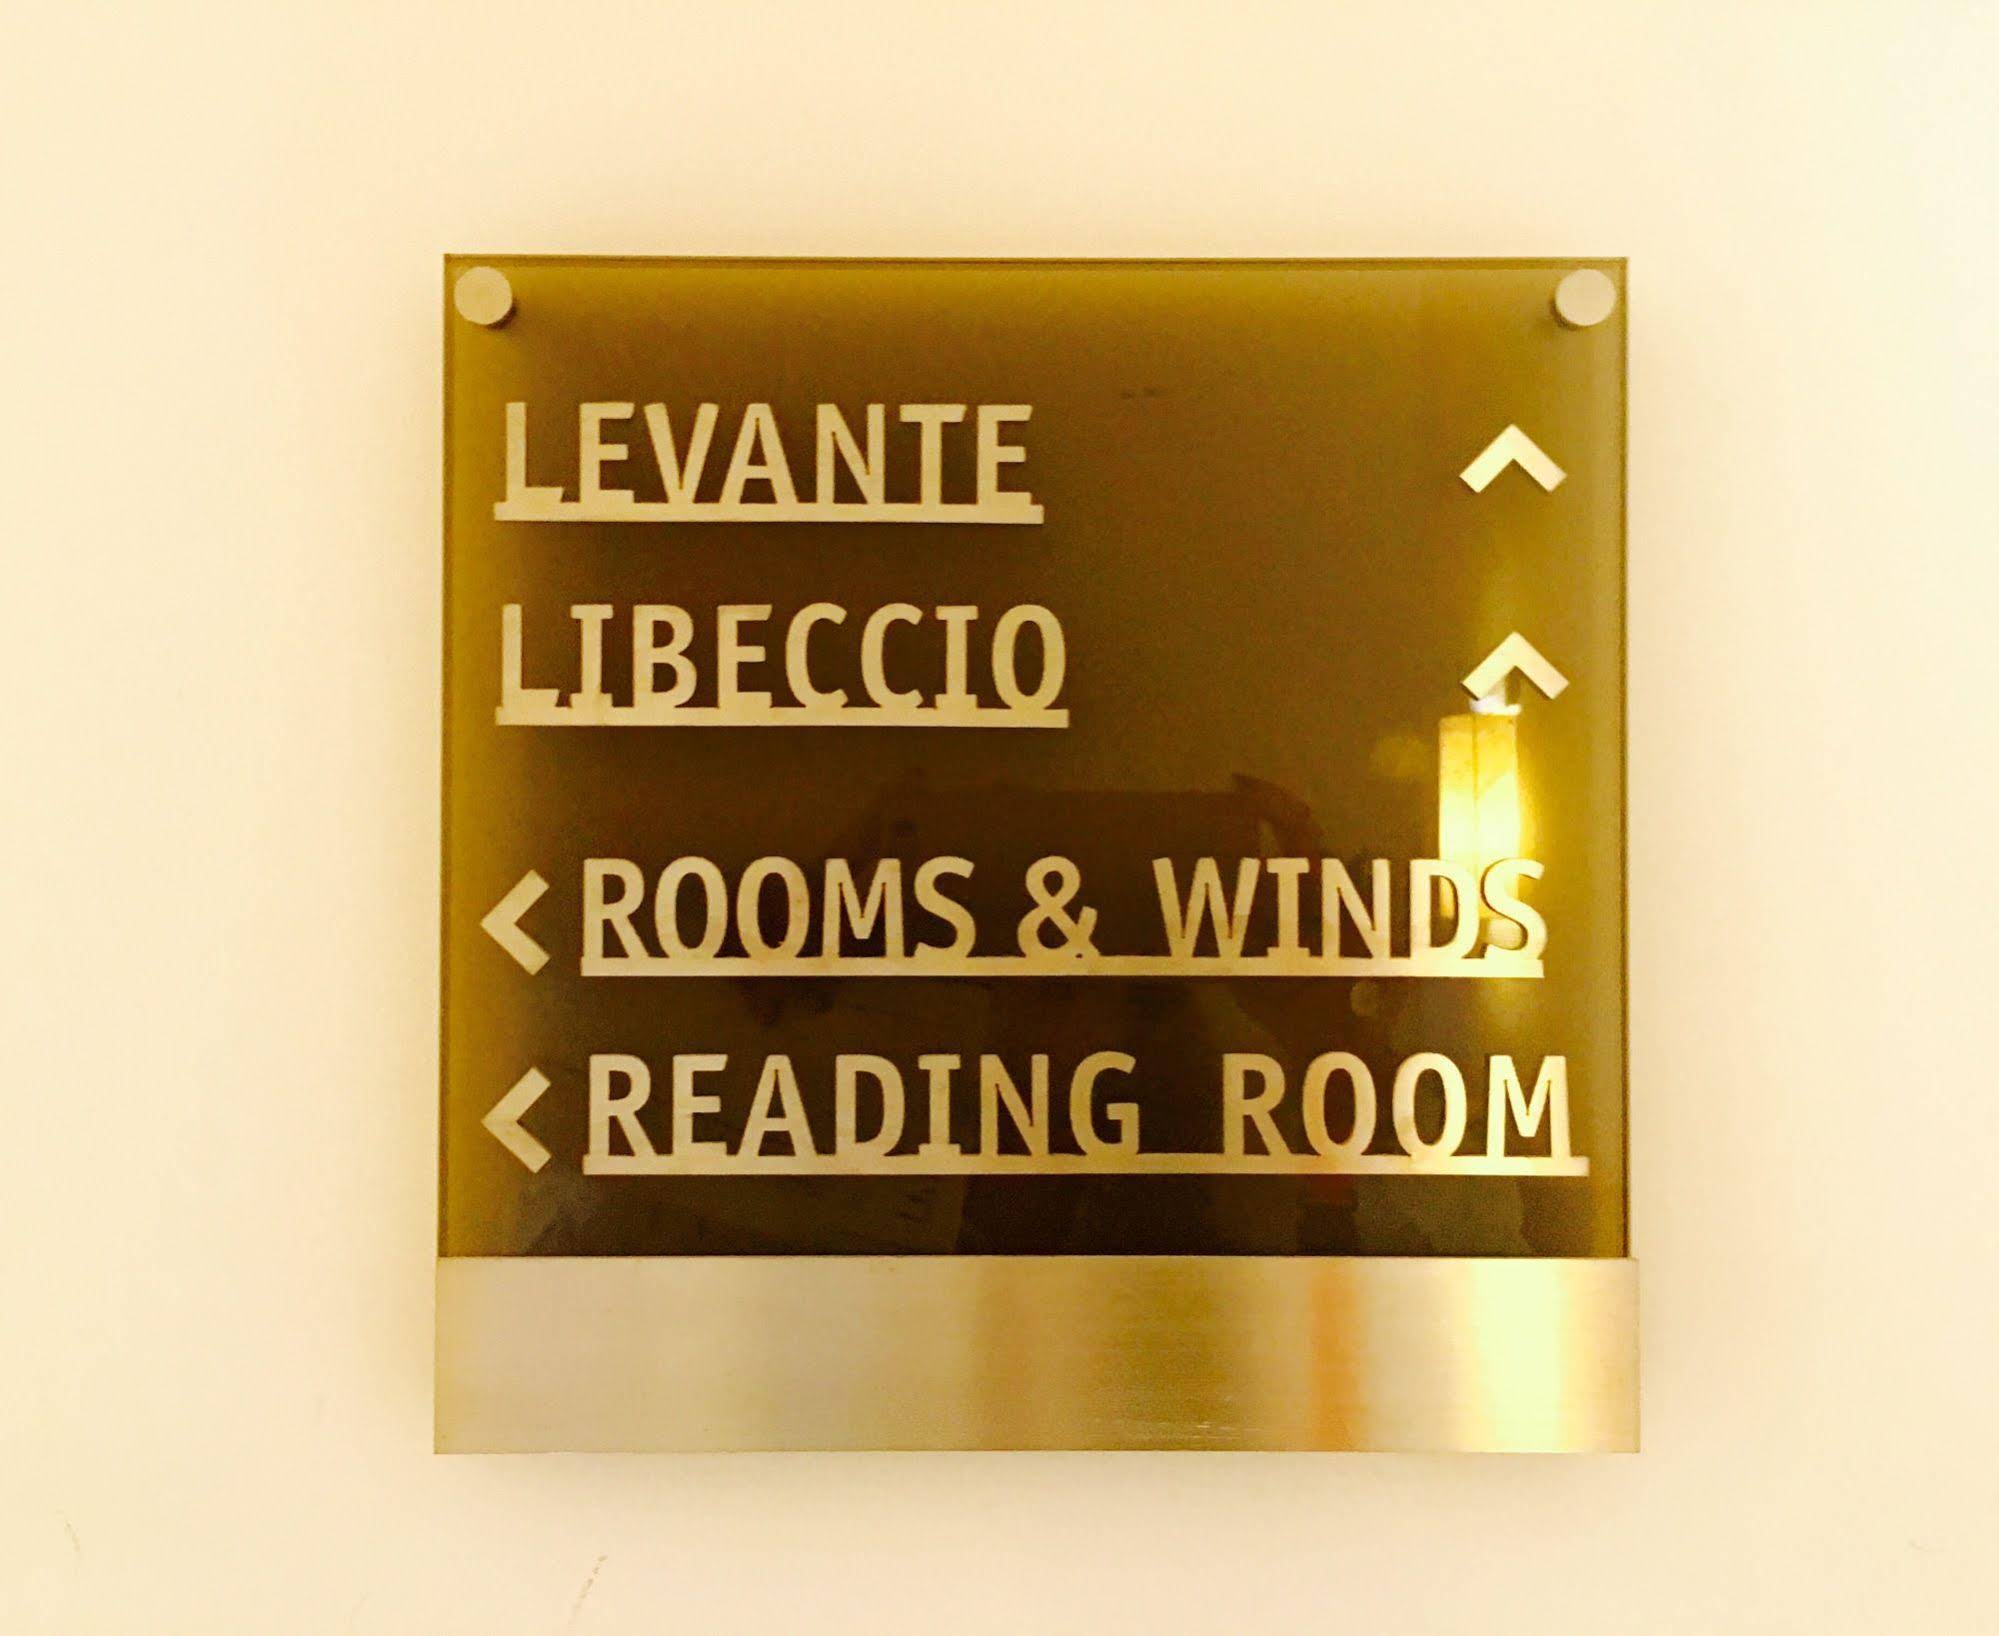 LEVANTE
LIBECCIO
ROOMS & WINDS
READING ROOM